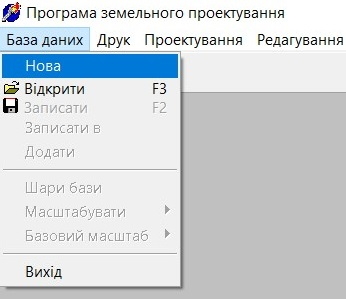 Програма земельного проектування
База даних Друк Проектування Редагування
Нова
Відкрити F3
Записати F2
Записати в
Додати
Шари бази
Масштабувати
Базовий масштаб
Вихід